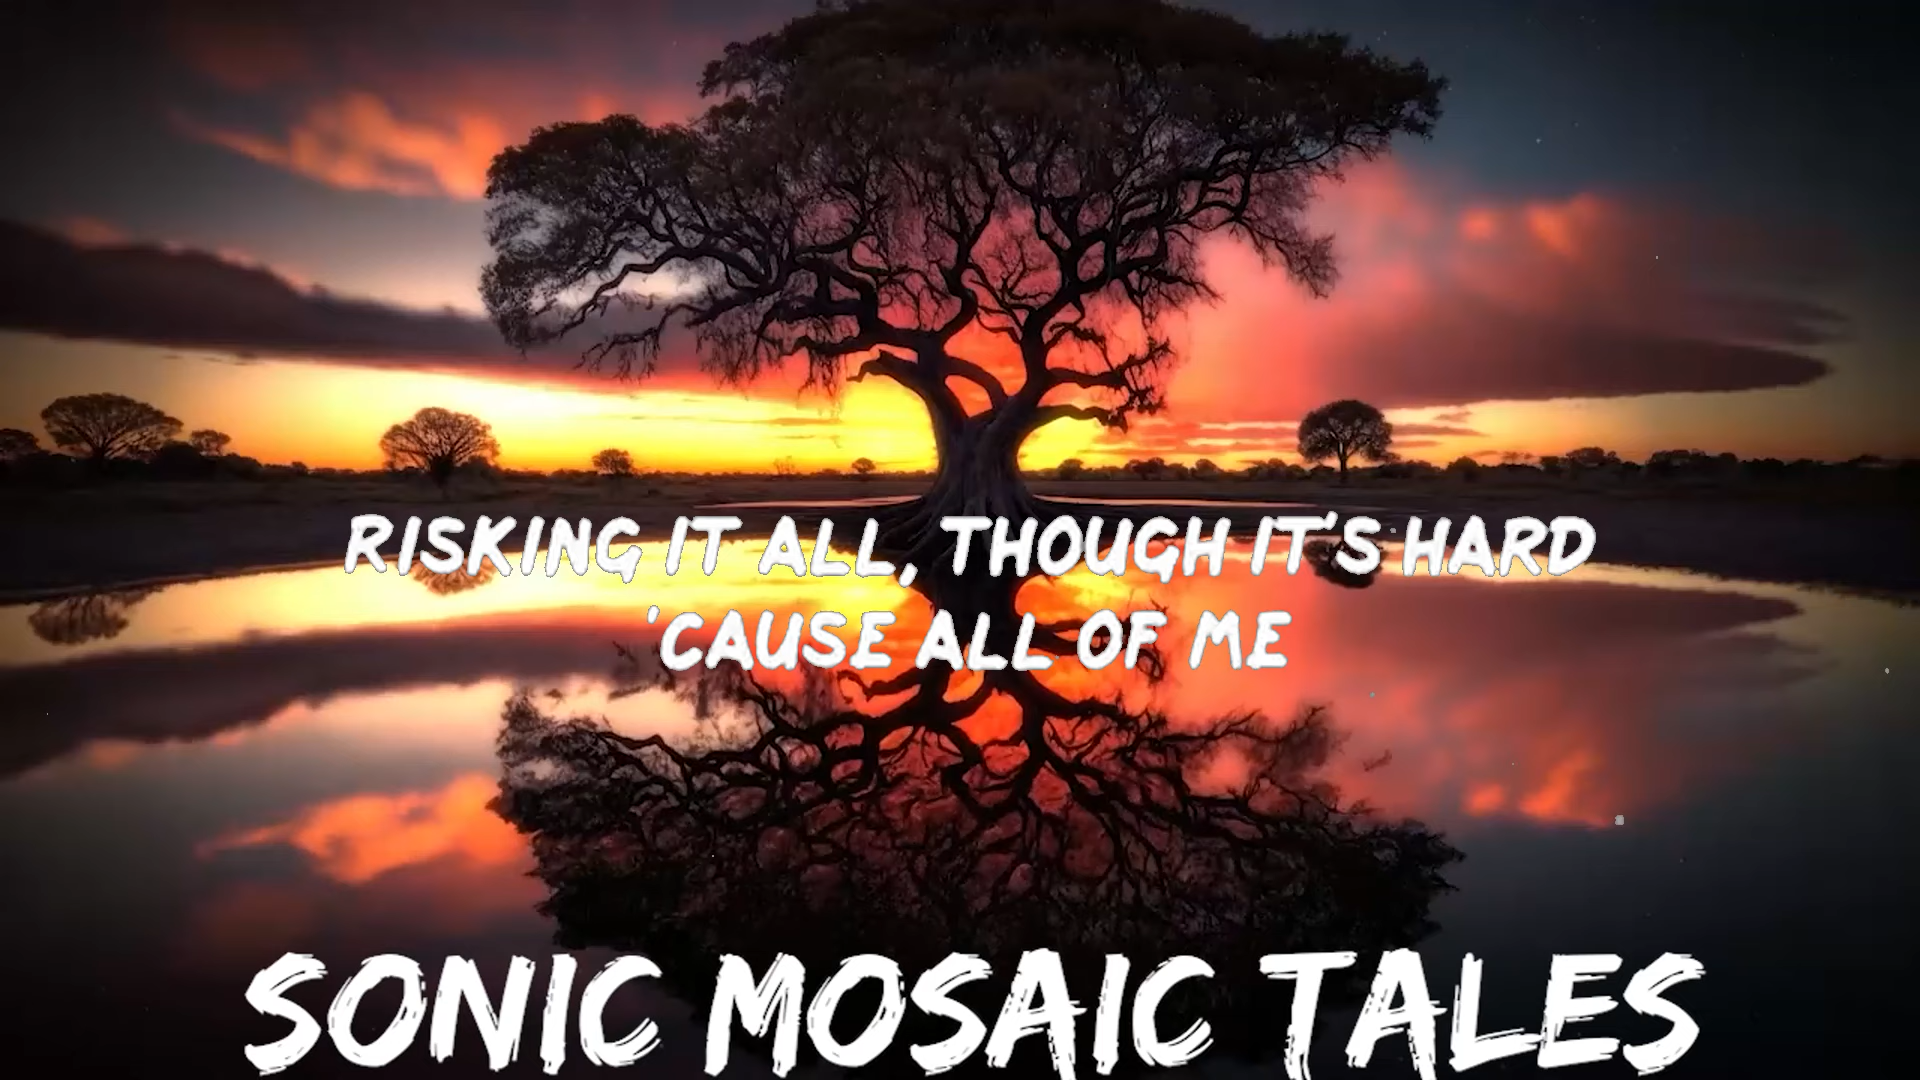 RISKING IT ALL, THOUGH IT'S HARD
'CAUSE ALL OF ME
SONIC MOSAIC TALES